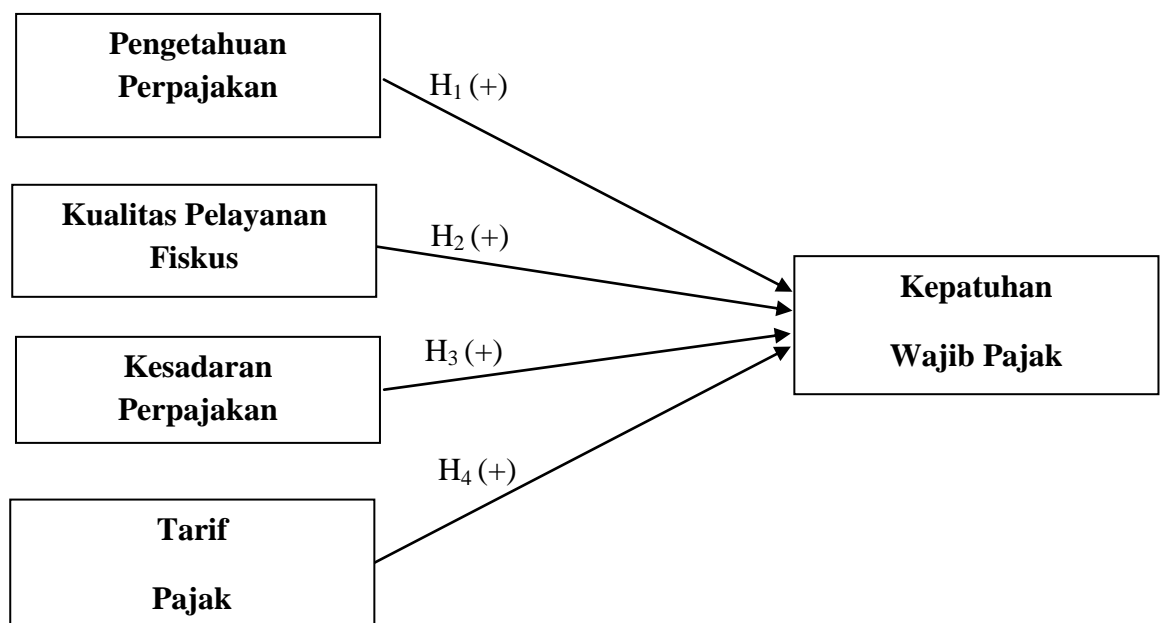 Pengetahuan
Perpajakan
H₁ (+)
Kualitas Pelayanan
Fiskus
H₂ (+)
Kesadaran
Perpajakan
H₃ (+)
Tarif
Pajak
H₄ (+)
Kepatuhan
Wajib Pajak